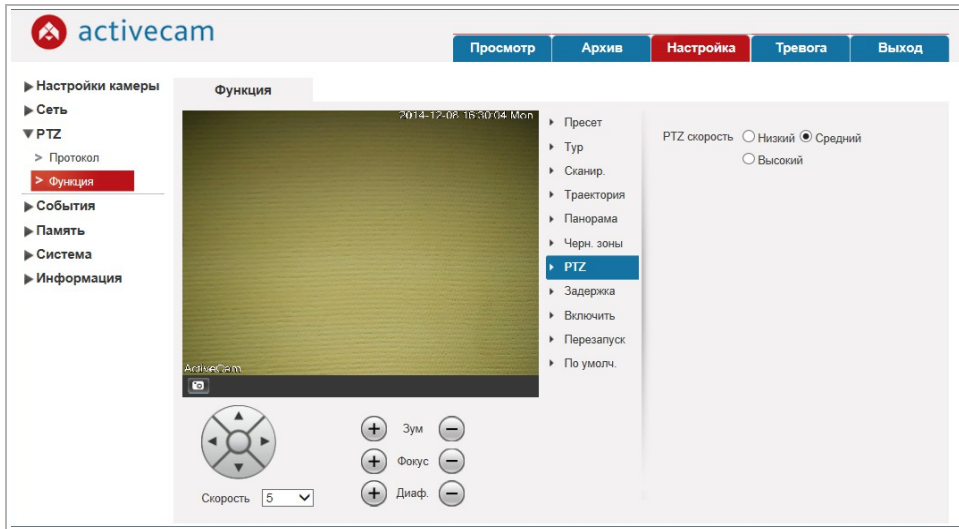 activecam
Просмотр Архив Настройка Тревога Выход
Настройки камеры
Сеть
PTZ
> Протокол
> Функция
События
Память
Система
Информация
Функция
2014-12-08 16:30:04 Mon
ActiveCam
Пресет
Тур
Сканир.
Траектория
Панорама
Черн. зоны
PTZ
Задержка
Включить
Перезапуск
По умолч.
PTZ скорость Низкий Средний
Высокий
Зум
Фокус
Диаф.
Скорость 5